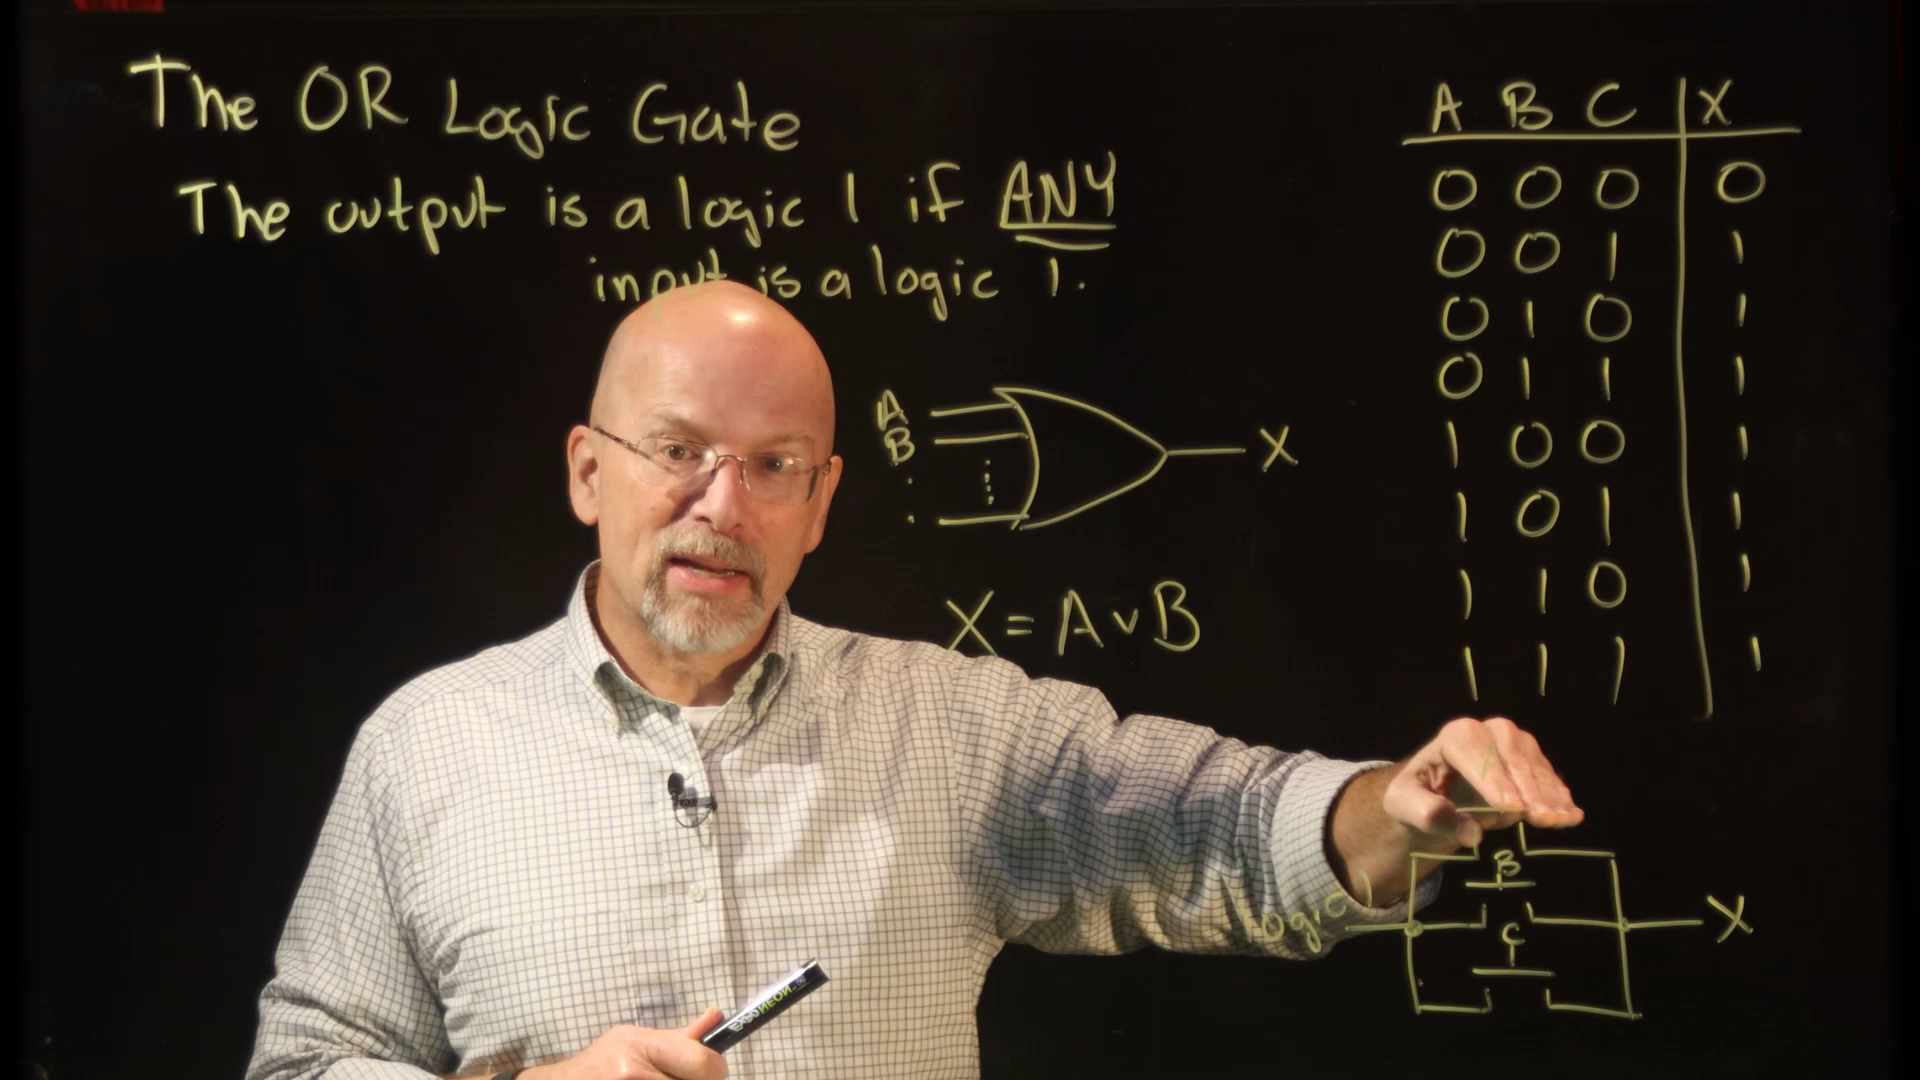 The OR Logic Gate
The output is a logic 1 if ANY
input is a logic 1.
A
B
X
X = A v B
A B C X
0 0 0 0
0 0 1 1
0 1 0 1
0 1 1 1
1 0 0 1
1 0 1 1
1 1 0 1
1 1 1 1
A
B
C
logic 1
X